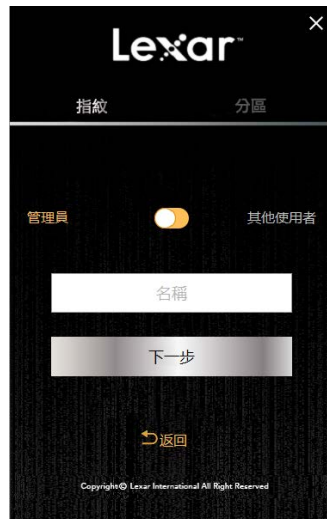 Lexar™
指紋
分區
管理員
其他使用者
名稱
下一步
返回
Copyright© Lexar International All Right Reserved